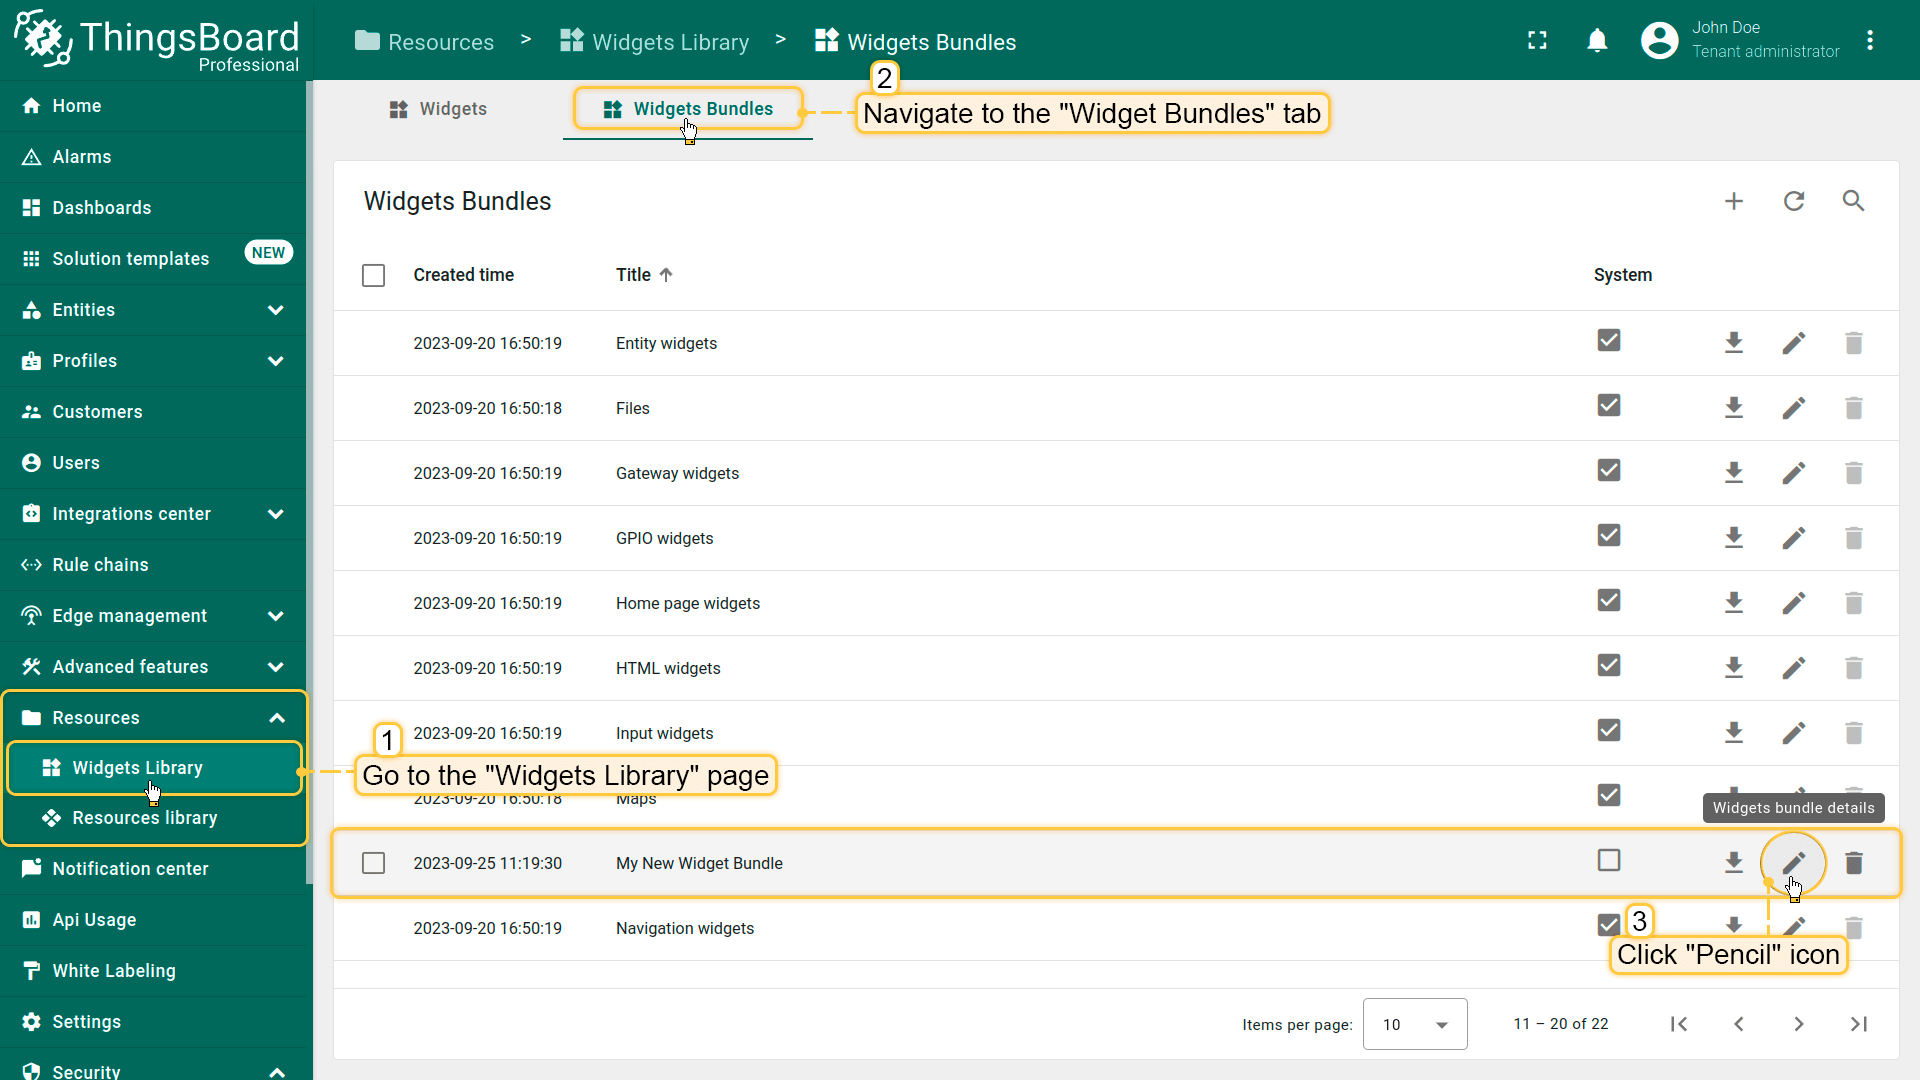 ThingsBoard
Professional
Resources > Widgets Library > Widgets Bundles
John Doe
Tenant administrator
Home
Alarms
Dashboards
Solution templates NEW
Entities
Profiles
Customers
Users
Integrations center
Rule chains
Edge management
Advanced features
Resources
Widgets Library
Resources library
Notification center
Api Usage
White Labeling
Settings
Security
Widgets
Widgets Bundles
2
Navigate to the "Widget Bundles" tab
Widgets Bundles
Created time Title System
2023-09-20 16:50:19 Entity widgets
2023-09-20 16:50:18 Files
2023-09-20 16:50:19 Gateway widgets
2023-09-20 16:50:19 GPIO widgets
2023-09-20 16:50:19 Home page widgets
2023-09-20 16:50:19 HTML widgets
2023-09-20 16:50:19 Input widgets
1
Go to the "Widgets Library" page
2023-09-20 16:50:18 Maps
Widgets bundle details
2023-09-25 11:19:30 My New Widget Bundle
2023-09-20 16:50:19 Navigation widgets
3
Click "Pencil" icon
Items per page: 10 11 – 20 of 22